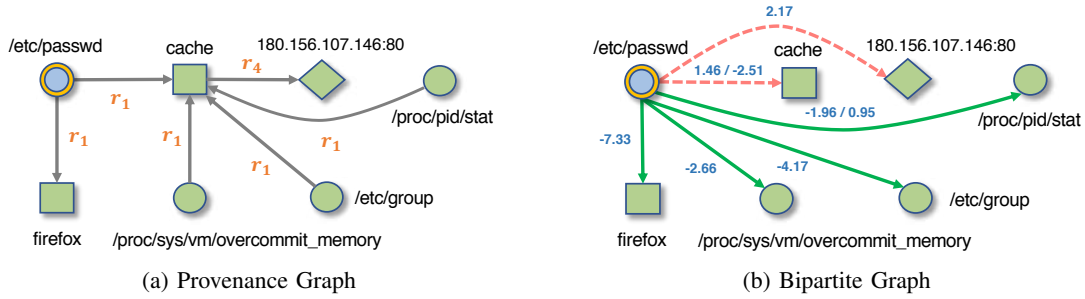 /etc/passwd
cache
180.156.107.146:80
r₄
r₁
/proc/pid/stat
r₁
r₁
r₁
r₁
/etc/group
firefox
/proc/sys/vm/overcommit_memory
(a) Provenance Graph
2.17
/etc/passwd
cache
180.156.107.146:80
1.46 / -2.51
-1.96 / 0.95
/proc/pid/stat
-7.33
-2.66
-4.17
/etc/group
firefox
/proc/sys/vm/overcommit_memory
(b) Bipartite Graph